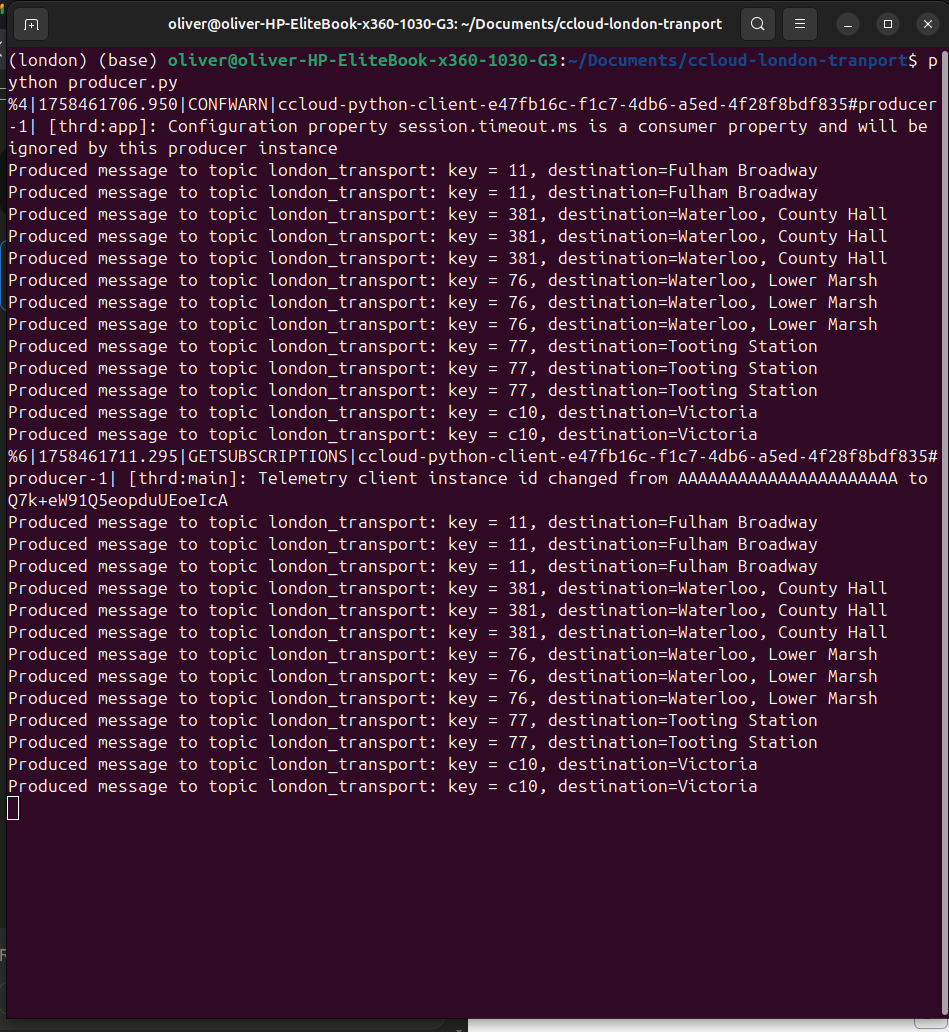 oliver@oliver-HP-EliteBook-x360-1030-G3: ~/Documents/ccloud-london-tranport
(london) (base) oliver@oliver-HP-EliteBook-x360-1030-G3:~/Documents/ccloud-london-tranport$ p
ython producer.py
%4|1758461706.950|CONFWARN|ccloud-python-client-e47fb16c-f1c7-4db6-a5ed-4f28f8bdf835#producer
-1| [thrd:app]: Configuration property session.timeout.ms is a consumer property and will be
ignored by this producer instance
Produced message to topic london_transport: key = 11, destination=Fulham Broadway
Produced message to topic london_transport: key = 11, destination=Fulham Broadway
Produced message to topic london_transport: key = 381, destination=Waterloo, County Hall
Produced message to topic london_transport: key = 381, destination=Waterloo, County Hall
Produced message to topic london_transport: key = 381, destination=Waterloo, County Hall
Produced message to topic london_transport: key = 76, destination=Waterloo, Lower Marsh
Produced message to topic london_transport: key = 76, destination=Waterloo, Lower Marsh
Produced message to topic london_transport: key = 76, destination=Waterloo, Lower Marsh
Produced message to topic london_transport: key = 77, destination=Tooting Station
Produced message to topic london_transport: key = 77, destination=Tooting Station
Produced message to topic london_transport: key = 77, destination=Tooting Station
Produced message to topic london_transport: key = c10, destination=Victoria
Produced message to topic london_transport: key = c10, destination=Victoria
%6|1758461711.295|GETSUBSCRIPTIONS|ccloud-python-client-e47fb16c-f1c7-4db6-a5ed-4f28f8bdf835#
producer-1| [thrd:main]: Telemetry client instance id changed from AAAAAAAAAAAAAAAAAAAAAA to
Q7k+eW91Q5eopduUEoeIcA
Produced message to topic london_transport: key = 11, destination=Fulham Broadway
Produced message to topic london_transport: key = 11, destination=Fulham Broadway
Produced message to topic london_transport: key = 11, destination=Fulham Broadway
Produced message to topic london_transport: key = 381, destination=Waterloo, County Hall
Produced message to topic london_transport: key = 381, destination=Waterloo, County Hall
Produced message to topic london_transport: key = 381, destination=Waterloo, County Hall
Produced message to topic london_transport: key = 76, destination=Waterloo, Lower Marsh
Produced message to topic london_transport: key = 76, destination=Waterloo, Lower Marsh
Produced message to topic london_transport: key = 76, destination=Waterloo, Lower Marsh
Produced message to topic london_transport: key = 77, destination=Tooting Station
Produced message to topic london_transport: key = 77, destination=Tooting Station
Produced message to topic london_transport: key = c10, destination=Victoria
Produced message to topic london_transport: key = c10, destination=Victoria